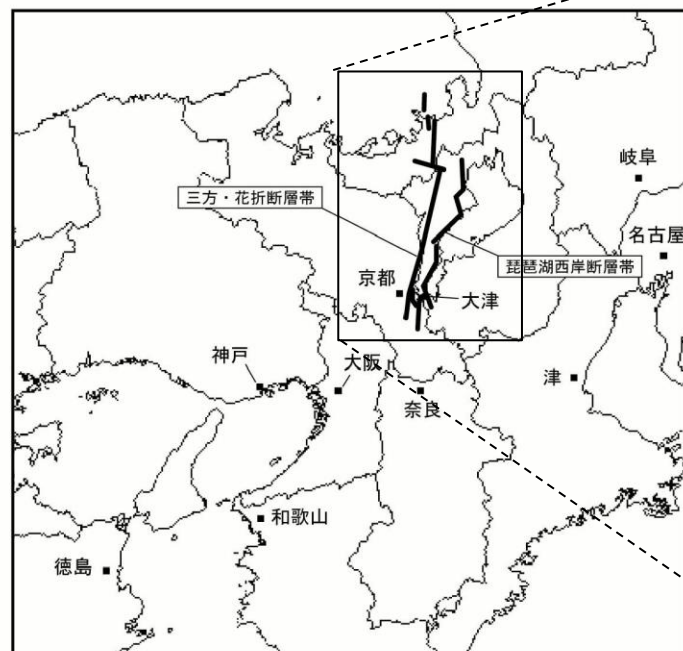 岐阜
三方・花折断層帯
名古屋
琵琶湖西岸断層帯
京都
大津
神戸
大阪
津
奈良
和歌山
徳島